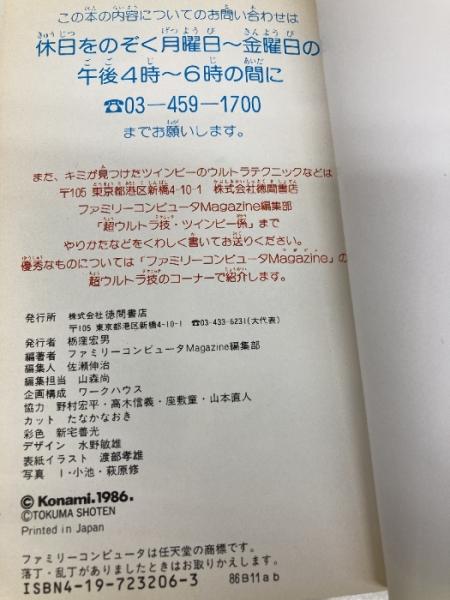 この本の内容についてのお問い合わせは
休日をのぞく月曜日〜金曜日の
午後4時〜6時の間に
☎03—459—1700
までお願いします。
また、キミが見つけたツインビーのウルトラテクニックなどは
〒105 東京都港区新橋4-10-1 株式会社徳間書店
ファミリーコンピュータMagazine編集部
「超ウルトラ技・ツインビー係」まで
やりかたなどをくわしく書いてお送りください。
優秀なものについては「ファミリーコンピュータMagazine」の
超ウルトラ技のコーナーで紹介します。
発行所 株式会社徳間書店
〒105 東京都港区新橋4-10-1 ☎03-433-6231(大代表)
発行者 栃窪宏男
編著者 ファミリーコンピュータMagazine編集部
編集人 佐瀬伸治
編集担当 山森尚
企画構成 ワークハウス
協力 野村宏平・高木信義・座敷童・山本直人
カット たなかなおき
彩色 新宅善光
デザイン 水野敏雄
表紙イラスト 渡部孝雄
写真 I・小池・萩原修
©Konami.1986.
©TOKUMA SHOTEN
Printed in Japan
ファミリーコンピュータは任天堂の商標です。
落丁・乱丁がありましたときはお取りかえします。
ISBN4-19-723206-3 86B11ab